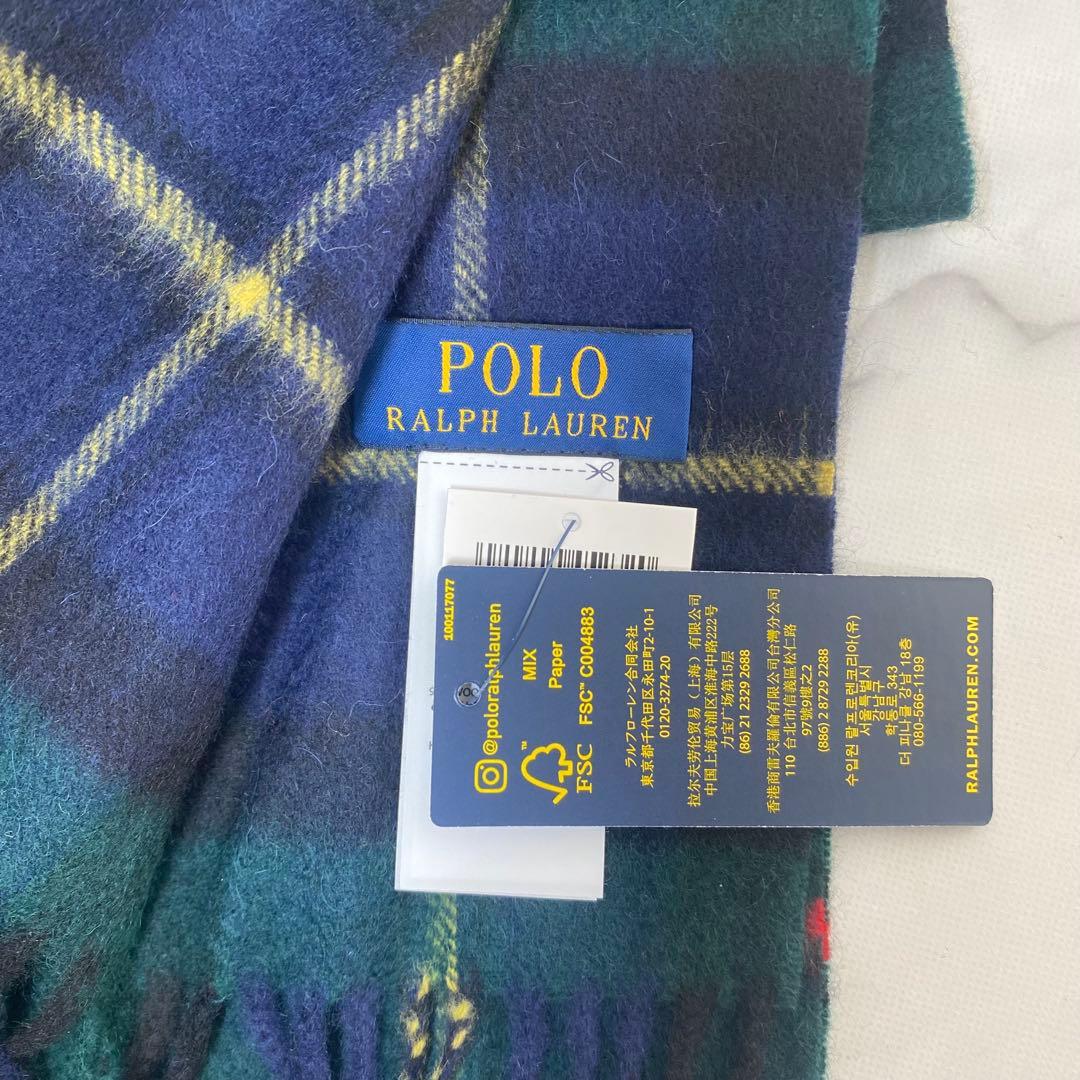 POLO
RALPH LAUREN
100117077
@poloralphlauren
FSC™
MIX
Paper
FSC™ C004883
ラルフローレン合同会社
東京都千代田区永田町2-10-1
0120-3274-20
拉尔夫劳伦贸易（上海）有限公司
中国上海黄浦区淮海中路222号
力宝广场第15层
(86)21 2329 2688
香港商雷夫羅倫有限公司台灣分公司
110 台北市信義區松仁路
97號9樓之2
(886) 2 8729 2288
수입원 랄프로렌코리아(유)
서울특별시
강남구
학동로 343
더 피나클 강남 18층
080-566-1199
RALPHLAUREN.COM